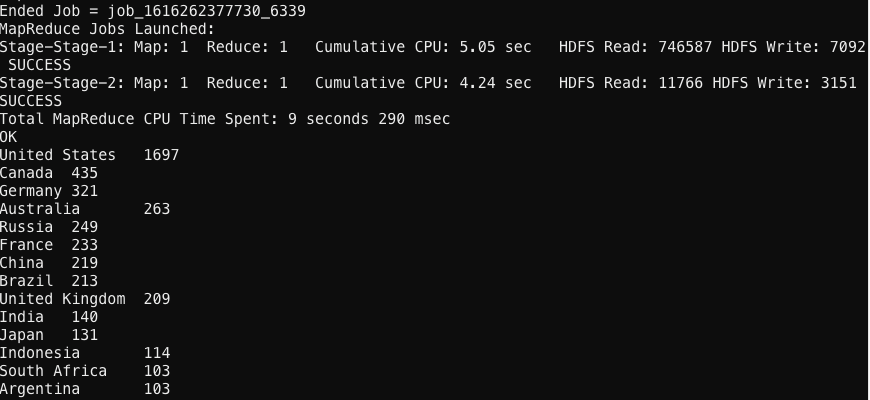 Ended Job = job_1616262377730_6339
MapReduce Jobs Launched:
Stage-Stage-1: Map: 1  Reduce: 1   Cumulative CPU: 5.05 sec   HDFS Read: 746587 HDFS Write: 7092
 SUCCESS
Stage-Stage-2: Map: 1  Reduce: 1   Cumulative CPU: 4.24 sec   HDFS Read: 11766 HDFS Write: 3151
SUCCESS
Total MapReduce CPU Time Spent: 9 seconds 290 msec
OK
United States   1697
Canada  435
Germany 321
Australia       263
Russia  249
France  233
China   219
Brazil  213
United Kingdom  209
India   140
Japan   131
Indonesia       114
South Africa    103
Argentina       103